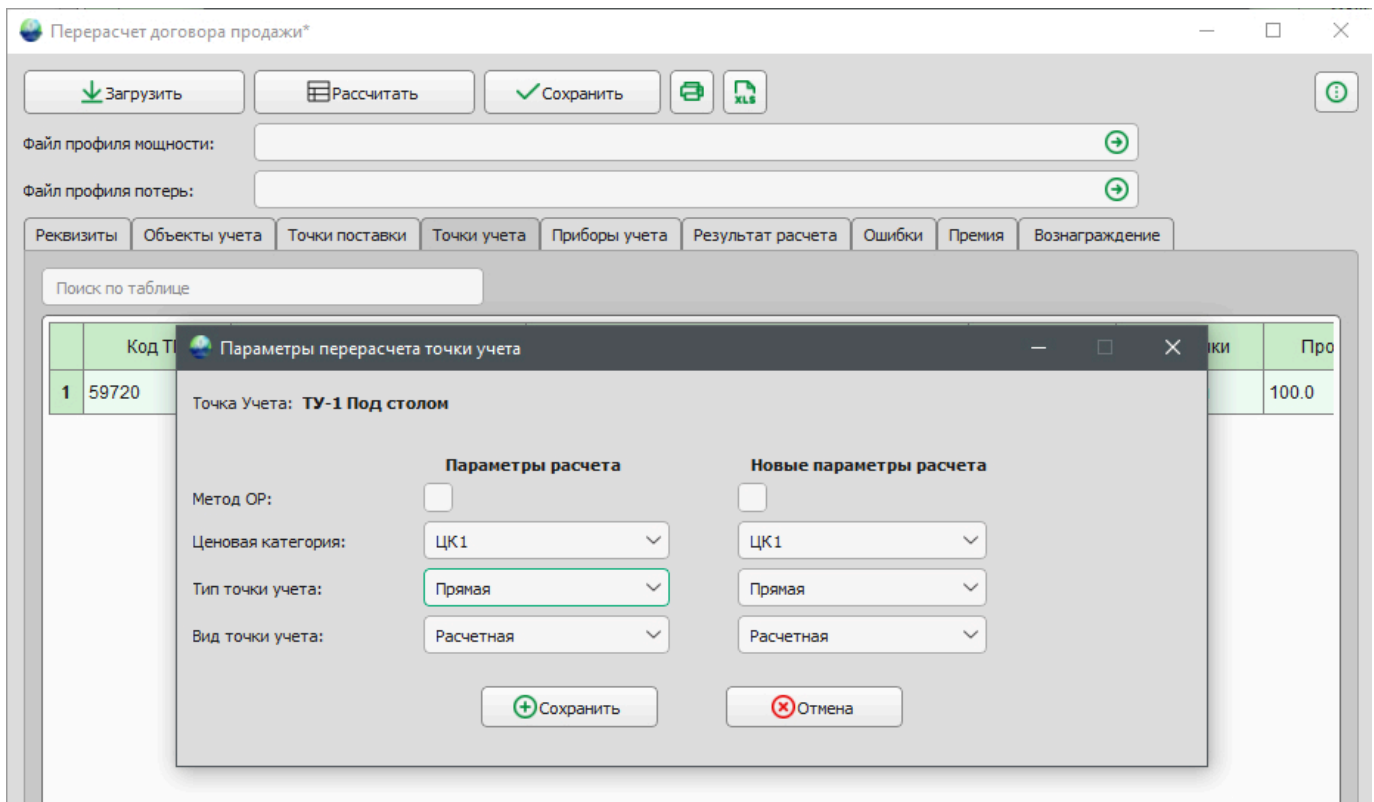 Перерасчет договора продажи*
Загрузить Рассчитать Сохранить XLS
Файл профиля мощности:
Файл профиля потерь:
Реквизиты Объекты учета Точки поставки Точки учета Приборы учета Результат расчета Ошибки Премия Вознаграждение
Поиск по таблице
Код
Параметры перерасчета точки учета
1 59720 100.0
Точка Учета: ТУ-1 Под столом
Параметры расчета Новые параметры расчета
Метод ОР:
Ценовая категория: ЦК1 ЦК1
Тип точки учета: Прямая Прямая
Вид точки учета: Расчетная Расчетная
Сохранить Отмена